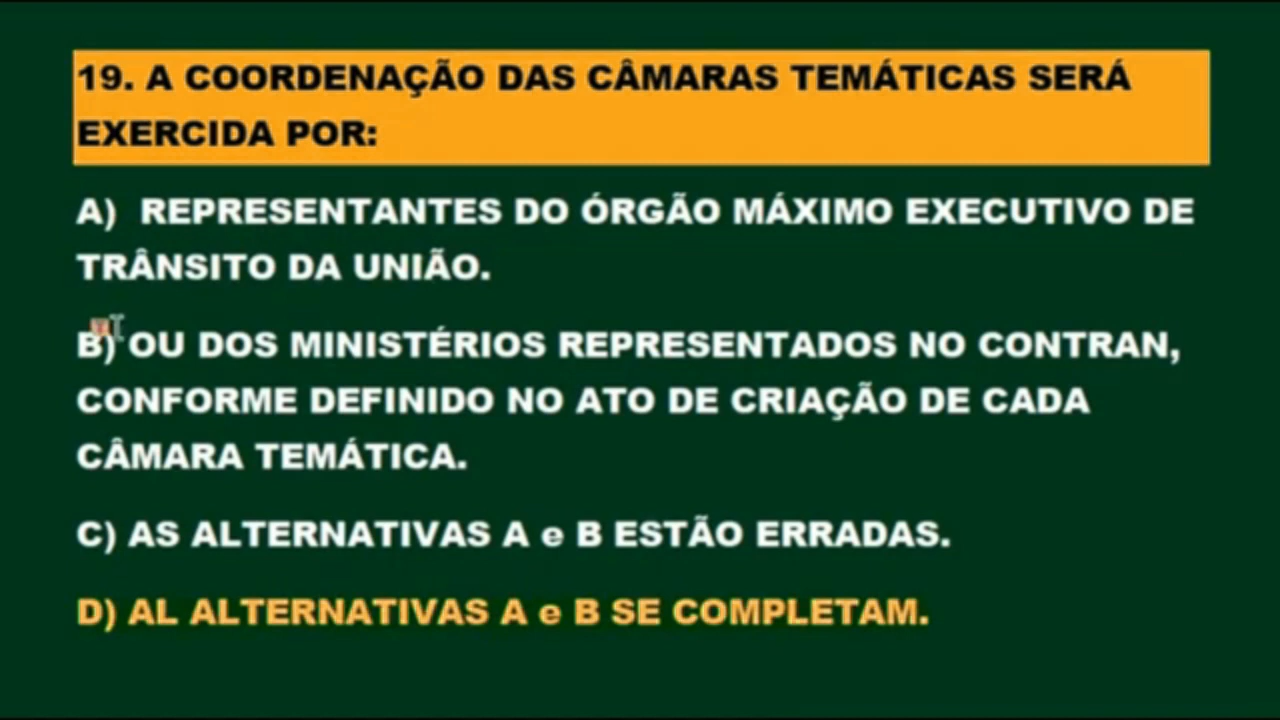 19. A COORDENAÇÃO DAS CÂMARAS TEMÁTICAS SERÁ
EXERCIDA POR:
A) REPRESENTANTES DO ÓRGÃO MÁXIMO EXECUTIVO DE
TRÂNSITO DA UNIÃO.
B) OU DOS MINISTÉRIOS REPRESENTADOS NO CONTRAN,
CONFORME DEFINIDO NO ATO DE CRIAÇÃO DE CADA
CÂMARA TEMÁTICA.
C) AS ALTERNATIVAS A e B ESTÃO ERRADAS.
D) AL ALTERNATIVAS A e B SE COMPLETAM.